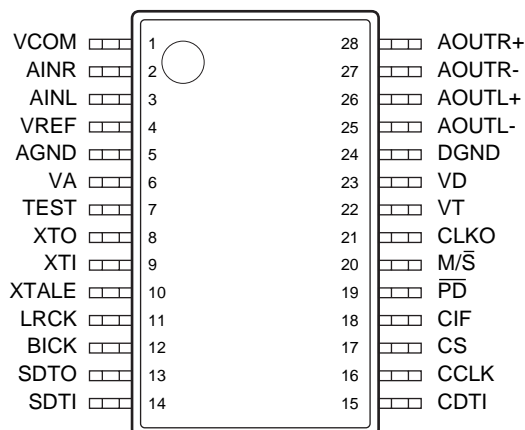 VCOM 1 28 AOUTR+
AINR 2 27 AOUTR-
AINL 3 26 AOUTL+
VREF 4 25 AOUTL-
AGND 5 24 DGND
VA 6 23 VD
TEST 7 22 VT
XTO 8 21 CLKO
XTI 9 20 M/S̅
XTALE 10 19 P̅D̅
LRCK 11 18 CIF
BICK 12 17 CS
SDTO 13 16 CCLK
SDTI 14 15 CDTI